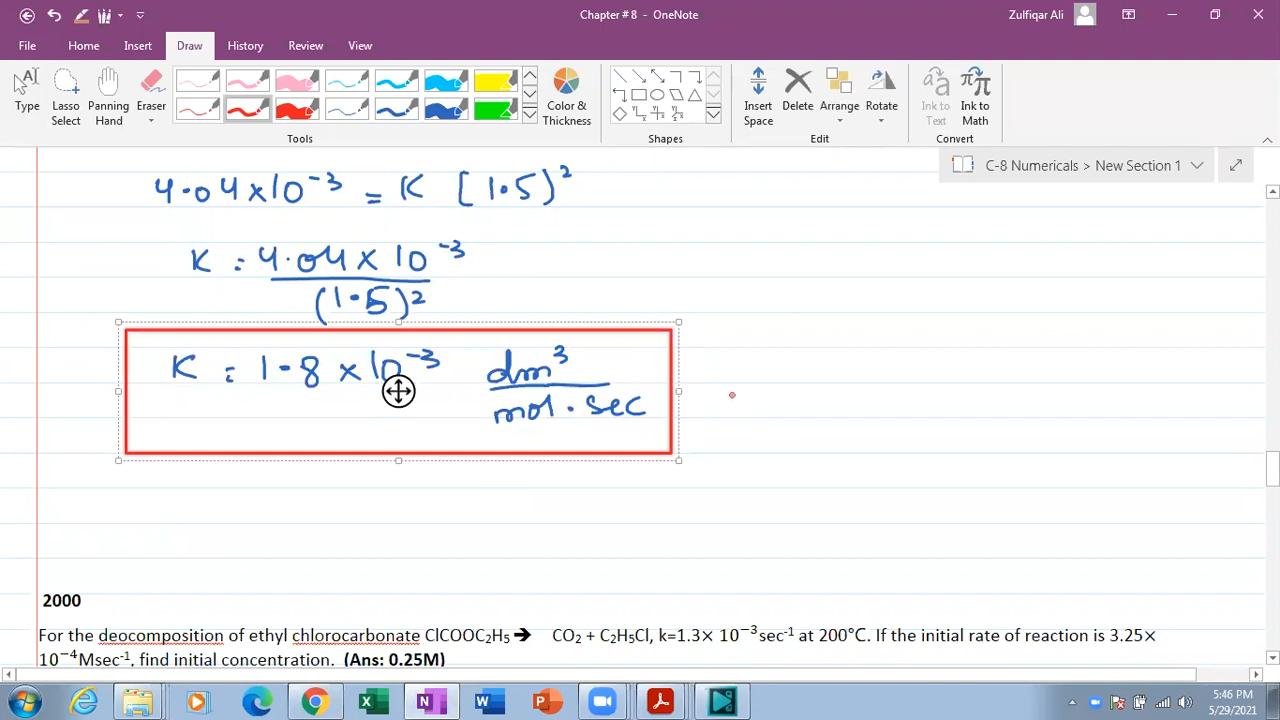 Chapter # 8 - OneNote
Zulfiqar Ali
File Home Insert Draw History Review View
Type
Lasso Select
Panning Hand
Eraser
Color & Thickness
Insert Space
Delete
Arrange
Rotate
Ink to Text
Ink to Math
Tools
Shapes
Edit
Convert
C-8 Numericals > New Section 1
4.04×10⁻³ = K [1.5)²
K = 4.04 × 10⁻³
(1.5)²
K = 1.8 × 10⁻³ dm³
mol . sec
2000
For the deocomposition of ethyl chlorocarbonate ClCOOC2H5 → CO2 + C2H5Cl, k=1.3× 10⁻³sec⁻¹ at 200℃. If the initial rate of reaction is 3.25×
10⁻⁴Msec⁻¹, find initial concentration. (Ans: 0.25M)
5:46 PM
5/29/2021